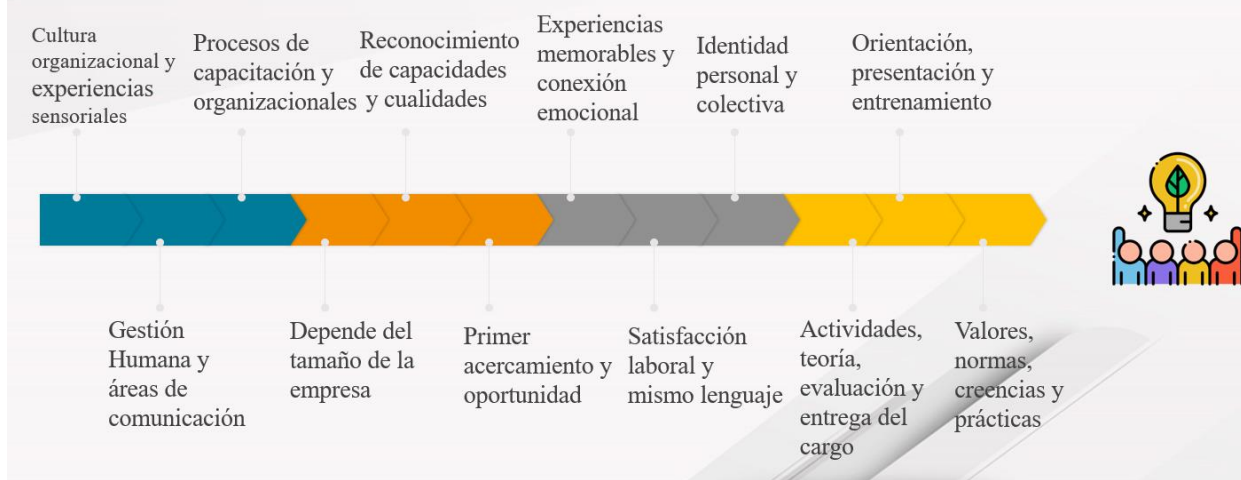 Cultura
organizacional y
experiencias
sensoriales
Procesos de
capacitación y
organizacionales
Reconocimiento
de capacidades
y cualidades
Experiencias
memorables y
conexión
emocional
Identidad
personal y
colectiva
Orientación,
presentación y
entrenamiento
Gestión
Humana y
áreas de
comunicación
Depende del
tamaño de la
empresa
Primer
acercamiento y
oportunidad
Satisfacción
laboral y
mismo lenguaje
Actividades,
teoría,
evaluación y
entrega del
cargo
Valores,
normas,
creencias y
prácticas